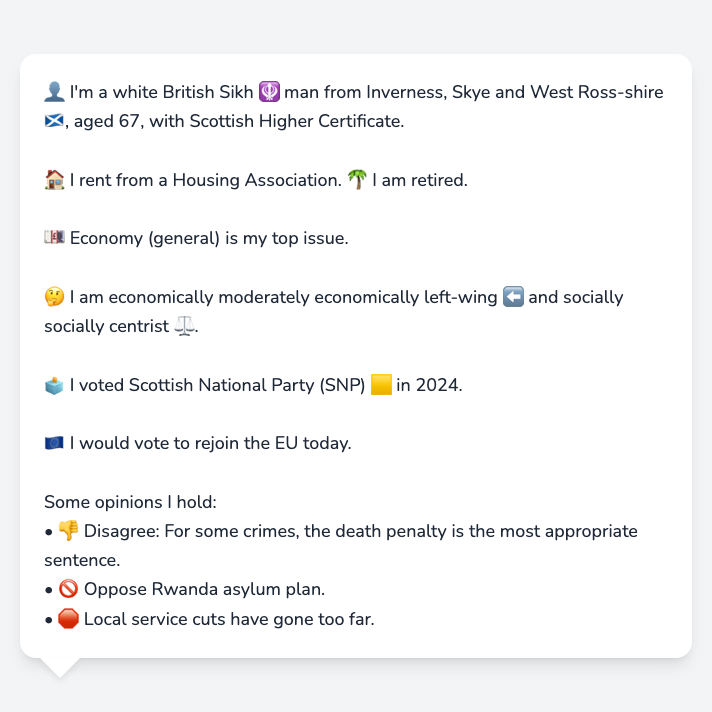 👤 I'm a white British Sikh 🪯 man from Inverness, Skye and West Ross-shire
🏴󠁧󠁢󠁳󠁣󠁴󠁿, aged 67, with Scottish Higher Certificate.
🏠 I rent from a Housing Association. 🌴 I am retired.
💷 Economy (general) is my top issue.
🤔 I am economically moderately economically left-wing ⬅️ and socially
socially centrist ⚖️.
🗳️ I voted Scottish National Party (SNP) 🟨 in 2024.
🇪🇺 I would vote to rejoin the EU today.
Some opinions I hold:
• 👎 Disagree: For some crimes, the death penalty is the most appropriate
sentence.
• 🚫 Oppose Rwanda asylum plan.
• 🛑 Local service cuts have gone too far.